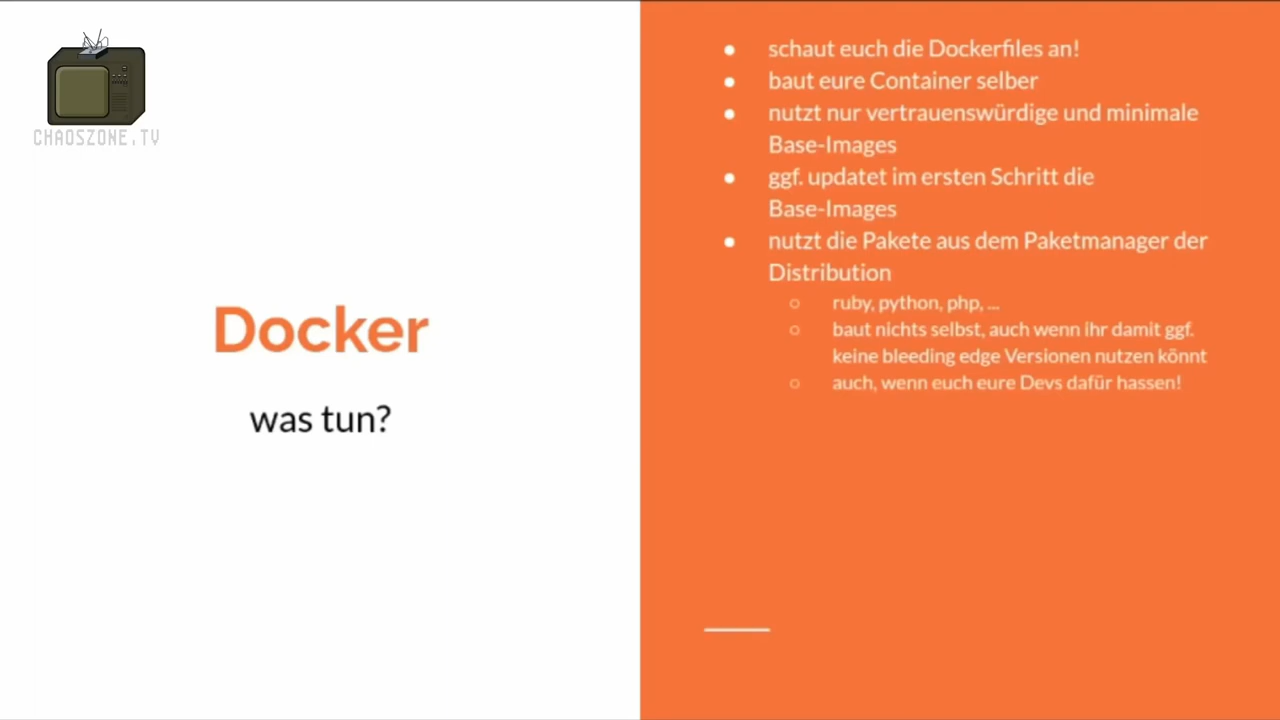 CHAOSZONE.TV
Docker
was tun?
schaut euch die Dockerfiles an!
baut eure Container selber
nutzt nur vertrauenswürdige und minimale
Base-Images
ggf. updatet im ersten Schritt die
Base-Images
nutzt die Pakete aus dem Paketmanager der
Distribution
ruby, python, php, ...
baut nichts selbst, auch wenn ihr damit ggf.
keine bleeding edge Versionen nutzen könnt
auch, wenn euch eure Devs dafür hassen!